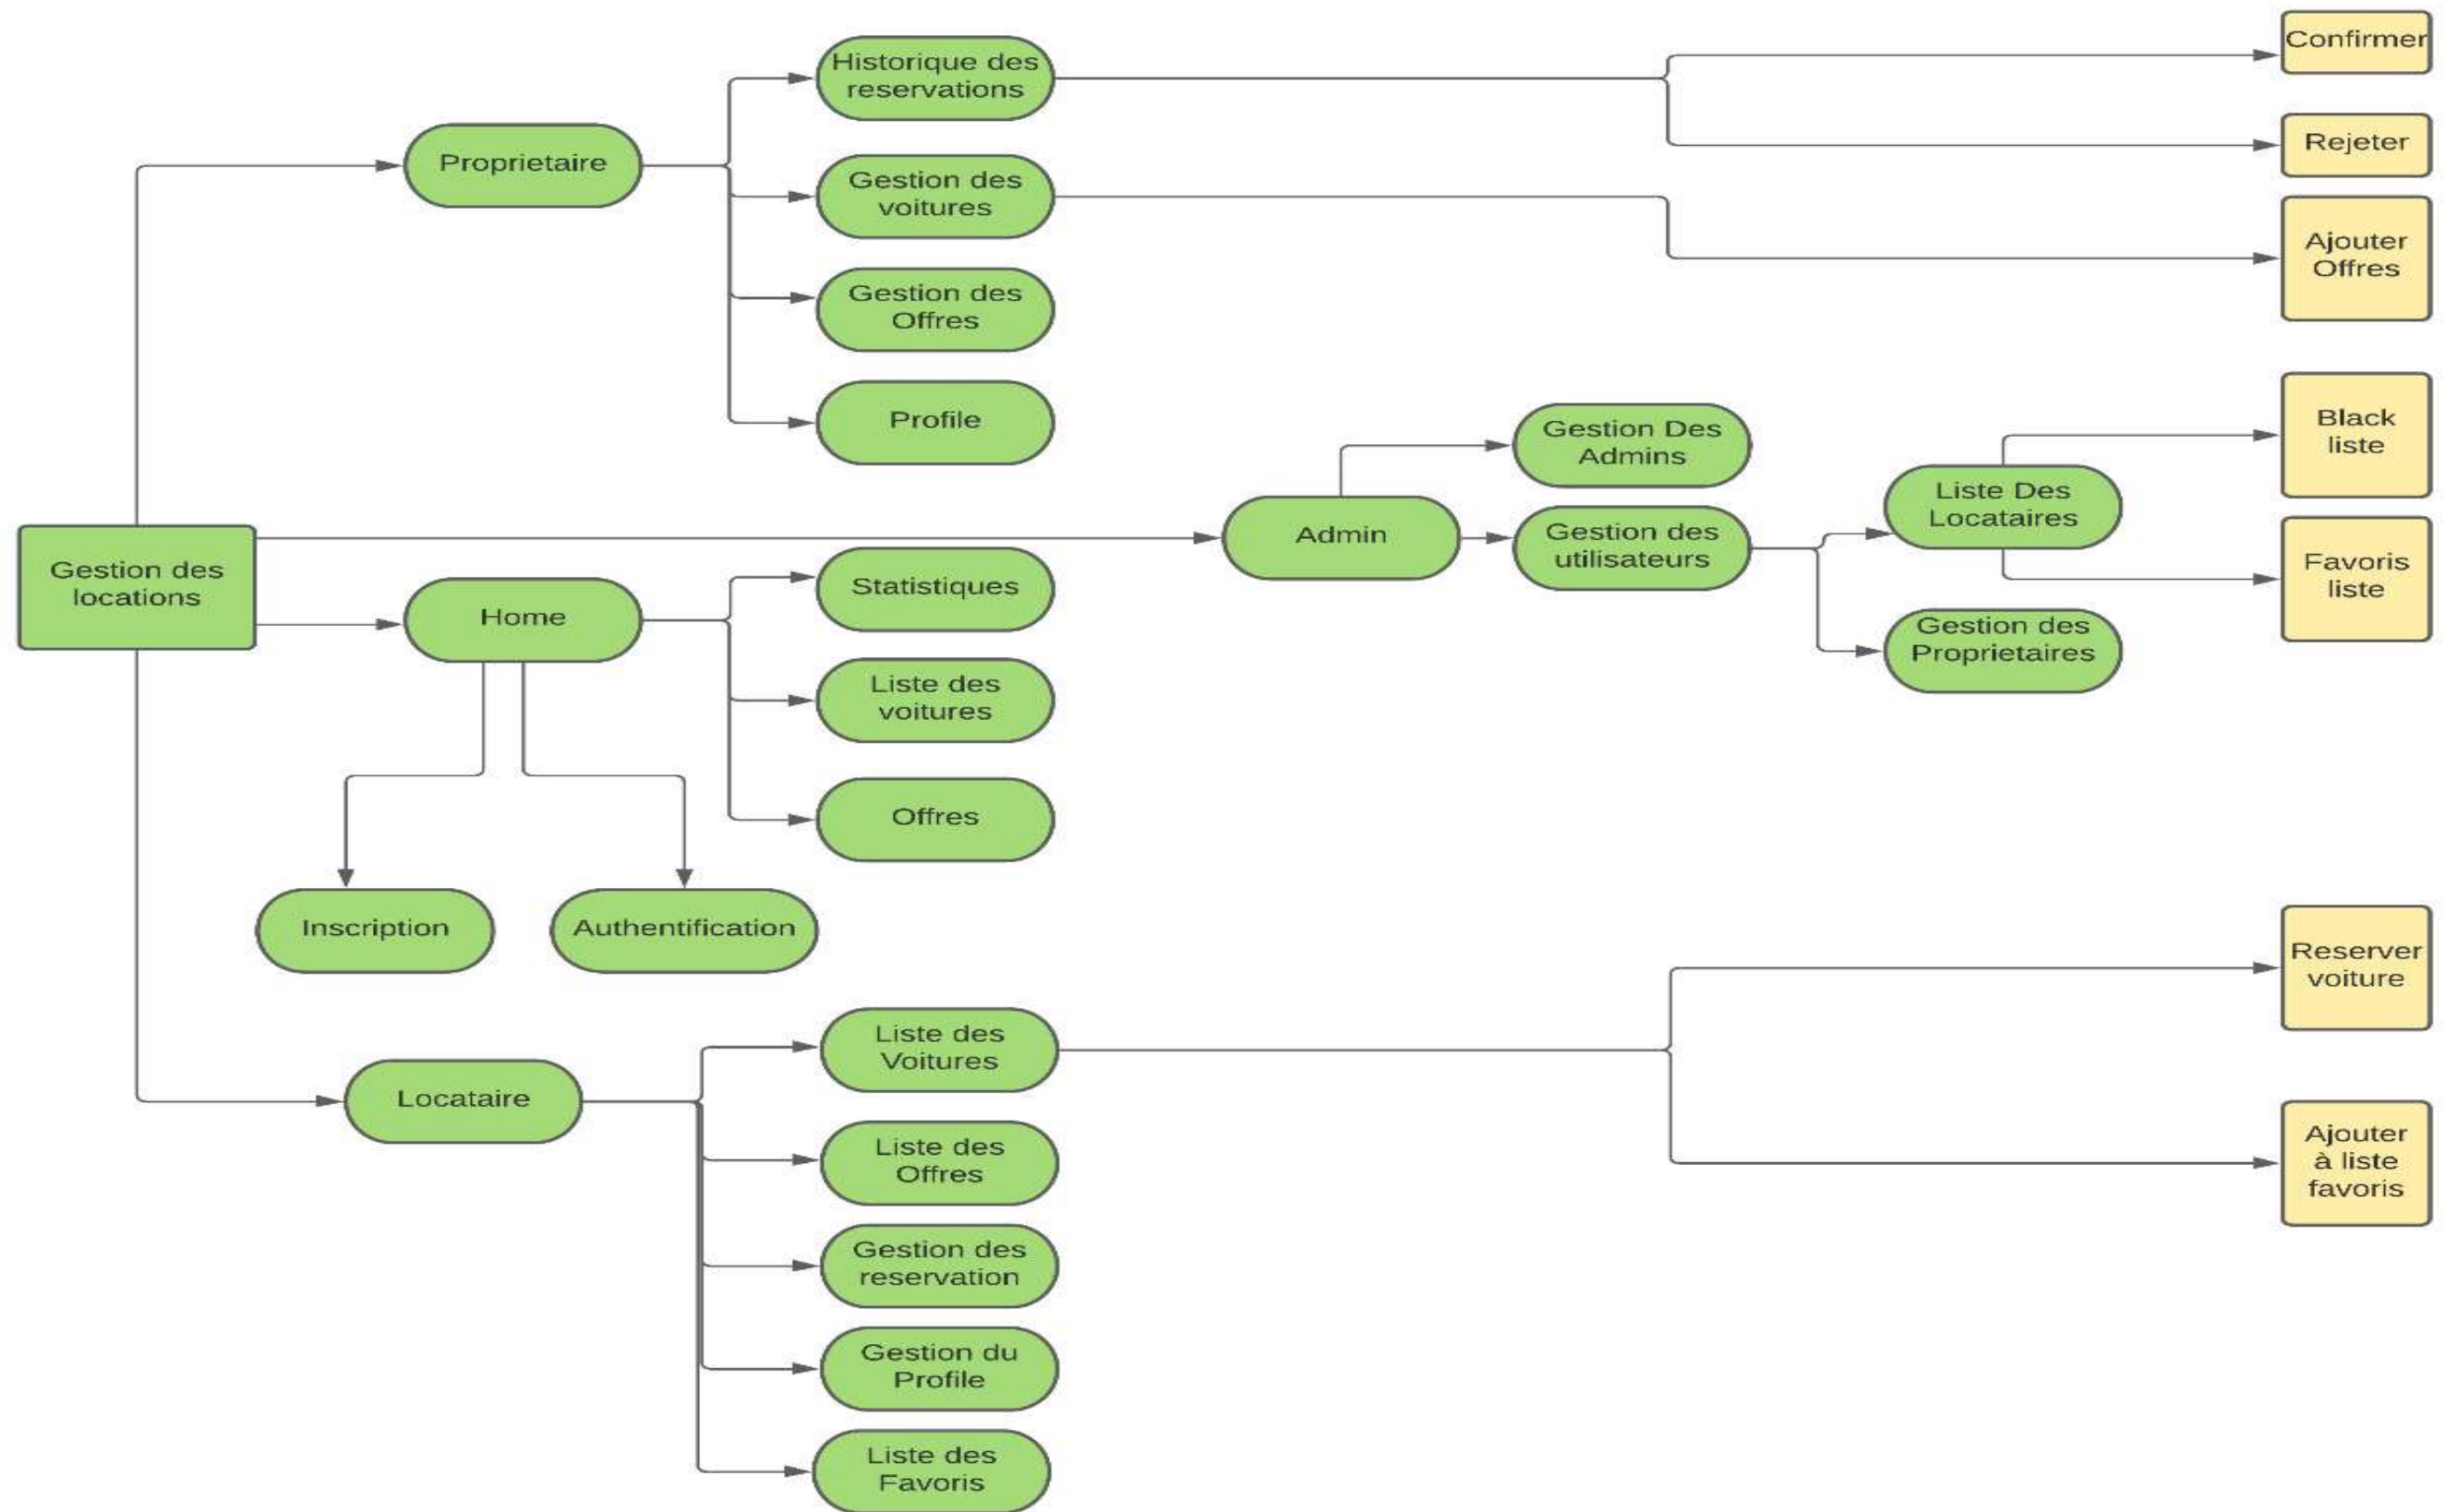 Historique des
reservations
Confirmer
Rejeter
Proprietaire
Gestion des
voitures
Ajouter
Offres
Gestion des
Offres
Profile
Gestion Des
Admins
Black
liste
Liste Des
Locataires
Admin
Gestion des
utilisateurs
Favoris
liste
Gestion des
locations
Home
Statistiques
Gestion des
Proprietaires
Liste des
voitures
Offres
Inscription
Authentification
Reserver
voiture
Liste des
Voitures
Locataire
Liste des
Offres
Ajouter
à liste
favoris
Gestion des
reservation
Gestion du
Profile
Liste des
Favoris